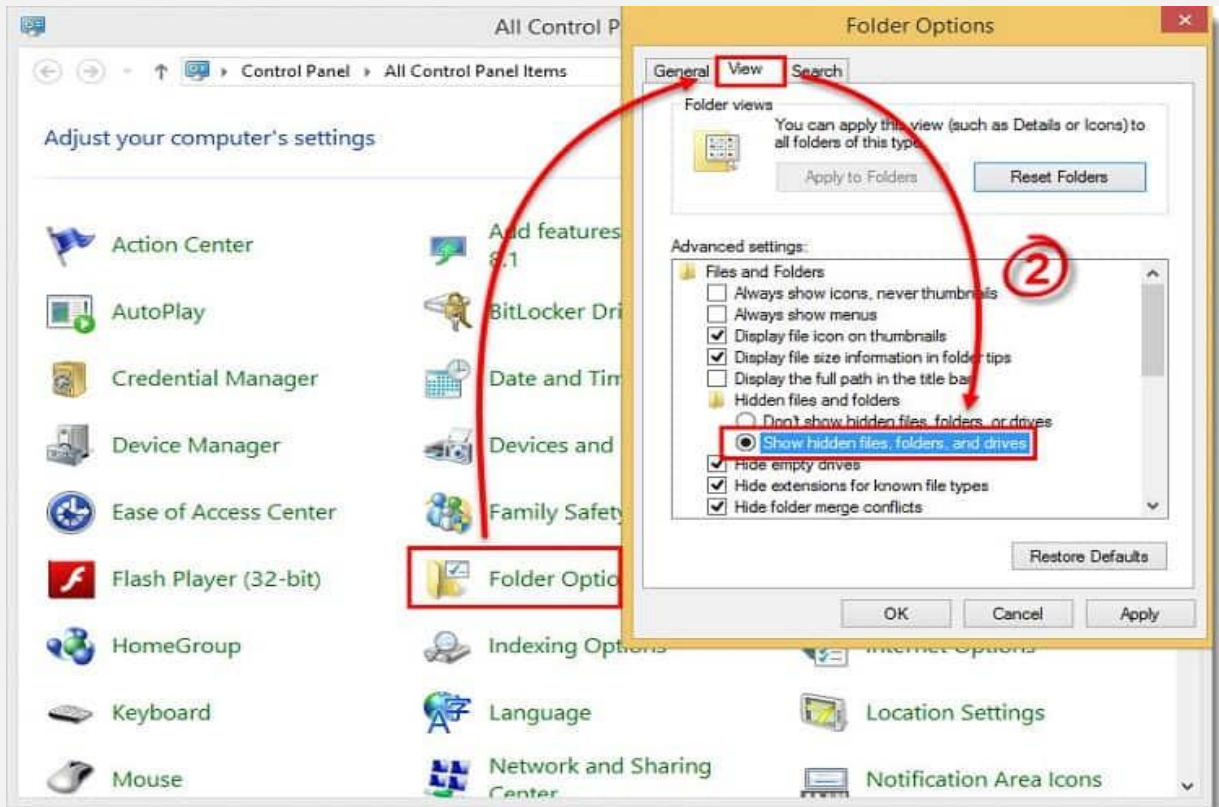 All Control P
Control Panel
All Control Panel Items
Adjust your computer's settings
Action Center
Add features
8.1
AutoPlay
BitLocker Dri
Credential Manager
Date and Tim
Device Manager
Devices and
Ease of Access Center
Family Safety
Flash Player (32-bit)
Folder Optio
HomeGroup
Indexing Options
Internet Options
Keyboard
Language
Location Settings
Mouse
Network and Sharing
Center
Notification Area Icons
Folder Options
General
View
Search
Folder views
You can apply this view (such as Details or Icons) to
all folders of this type.
Apply to Folders
Reset Folders
Advanced settings:
2
Files and Folders
Always show icons, never thumbnails
Always show menus
Display file icon on thumbnails
Display file size information in folder tips
Display the full path in the title bar
Hidden files and folders
Don't show hidden files, folders, or drives
Show hidden files, folders, and drives
Hide empty drives
Hide extensions for known file types
Hide folder merge conflicts
Restore Defaults
OK
Cancel
Apply